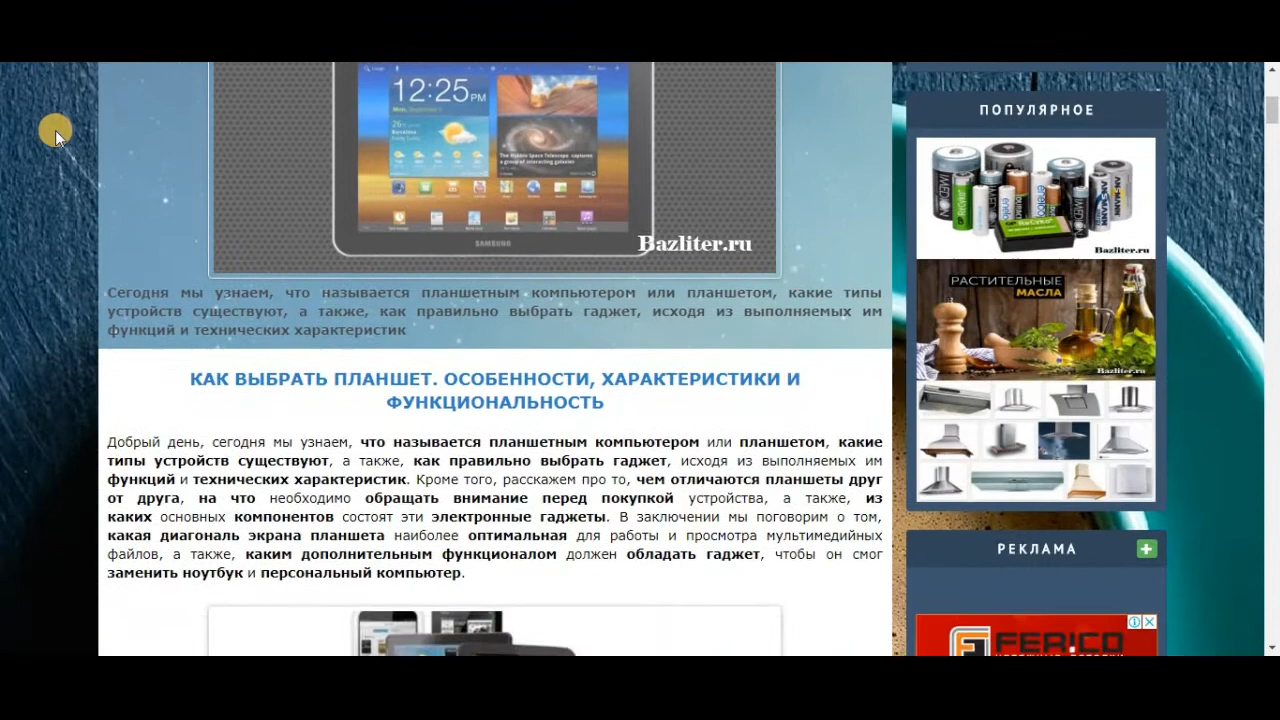 12:25PM
SAMSUNG
Bazliter.ru
Сегодня мы узнаем, что называется планшетным компьютером или планшетом, какие типы
устройств существуют, а также, как правильно выбрать гаджет, исходя из выполняемых им
функций и технических характеристик
КАК ВЫБРАТЬ ПЛАНШЕТ. ОСОБЕННОСТИ, ХАРАКТЕРИСТИКИ И
ФУНКЦИОНАЛЬНОСТЬ
Добрый день, сегодня мы узнаем, что называется планшетным компьютером или планшетом, какие
типы устройств существуют, а также, как правильно выбрать гаджет, исходя из выполняемых им
функций и технических характеристик. Кроме того, расскажем про то, чем отличаются планшеты друг
от друга, на что необходимо обращать внимание перед покупкой устройства, а также, из
каких основных компонентов состоят эти электронные гаджеты. В заключении мы поговорим о том,
какая диагональ экрана планшета наиболее оптимальная для работы и просмотра мультимедийных
файлов, а также, каким дополнительным функционалом должен обладать гаджет, чтобы он смог
заменить ноутбук и персональный компьютер.
ПОПУЛЯРНОЕ
Bazliter.ru
РАСТИТЕЛЬНЫЕ
МАСЛА
Bazliter.ru
РЕКЛАМА
FERICO